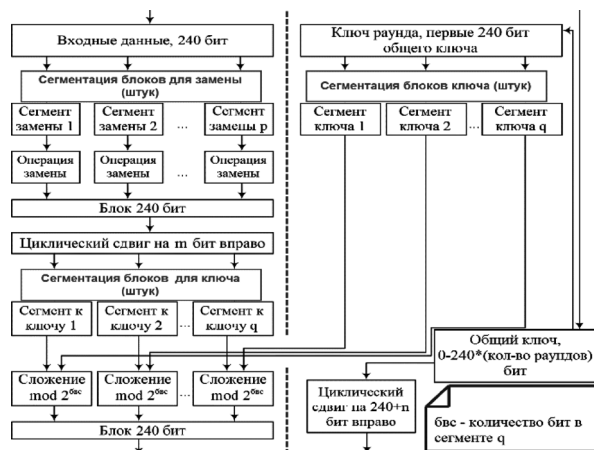 Входные данные, 240 бит
Сегментация блоков для замены
(штук)
Сегмент замены 1
Сегмент замены 2
...
Сегмент замены p
Операция замены
Операция замены
...
Операция замены
Блок 240 бит
Циклический сдвиг на m бит вправо
Сегментация блоков для ключа
(штук)
Сегмент к ключу 1
Сегмент к ключу 2
...
Сегмент к ключу q
Сложение mod 2^бвс
Сложение mod 2^бвс
...
Сложение mod 2^бвс
Блок 240 бит
Ключ раунда, первые 240 бит
общего ключа
Сегментация блоков ключа (штук)
Сегмент ключа 1
Сегмент ключа 2
...
Сегмент ключа q
Общий ключ,
0-240*(кол-во раундов)
бит
Циклический
сдвиг на 240+n
бит вправо
бвс - количество бит в
сегменте q